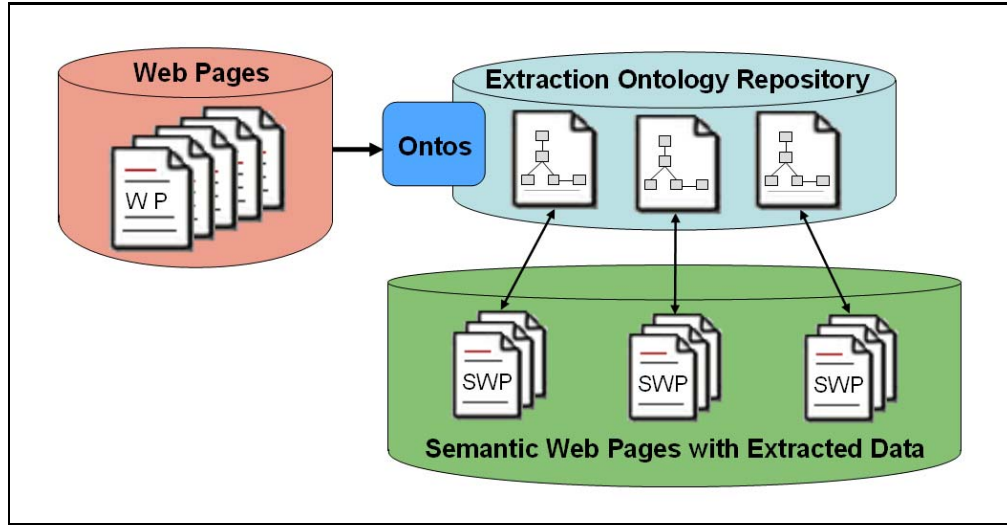 Web Pages
W P
Extraction Ontology Repository
Ontos
SWP
SWP
SWP
Semantic Web Pages with Extracted Data